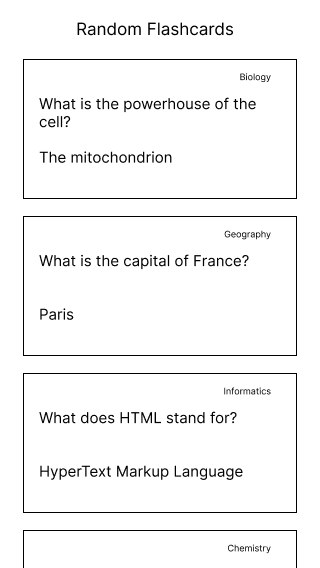 Random Flashcards
Biology
What is the powerhouse of the
cell?
The mitochondrion
Geography
What is the capital of France?
Paris
Informatics
What does HTML stand for?
HyperText Markup Language
Chemistry